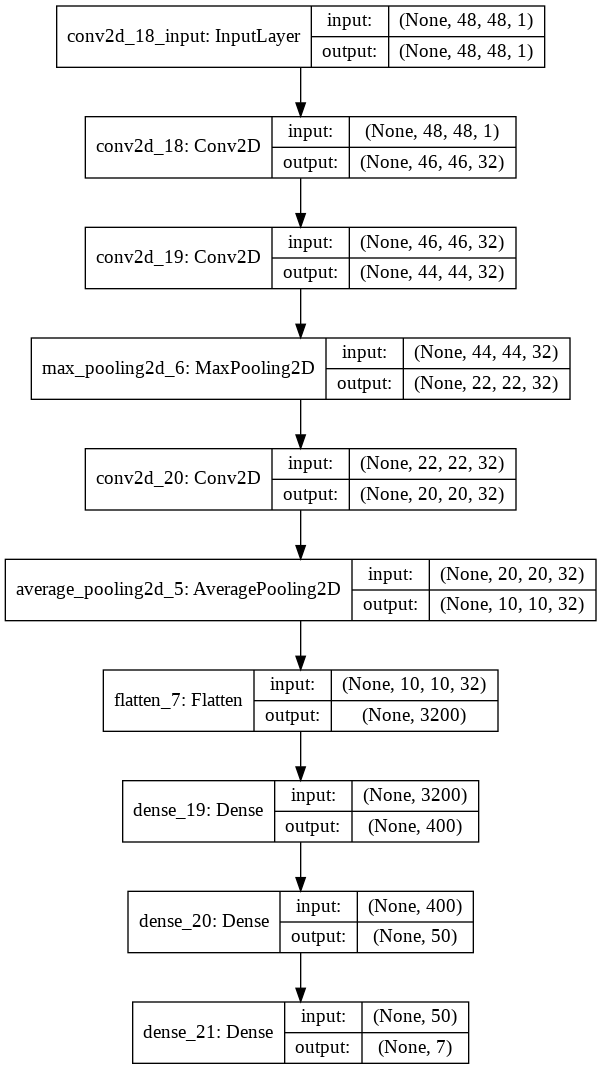 conv2d_18_input: InputLayer
input: (None, 48, 48, 1)
output: (None, 48, 48, 1)
conv2d_18: Conv2D
input: (None, 48, 48, 1)
output: (None, 46, 46, 32)
conv2d_19: Conv2D
input: (None, 46, 46, 32)
output: (None, 44, 44, 32)
max_pooling2d_6: MaxPooling2D
input: (None, 44, 44, 32)
output: (None, 22, 22, 32)
conv2d_20: Conv2D
input: (None, 22, 22, 32)
output: (None, 20, 20, 32)
average_pooling2d_5: AveragePooling2D
input: (None, 20, 20, 32)
output: (None, 10, 10, 32)
flatten_7: Flatten
input: (None, 10, 10, 32)
output: (None, 3200)
dense_19: Dense
input: (None, 3200)
output: (None, 400)
dense_20: Dense
input: (None, 400)
output: (None, 50)
dense_21: Dense
input: (None, 50)
output: (None, 7)